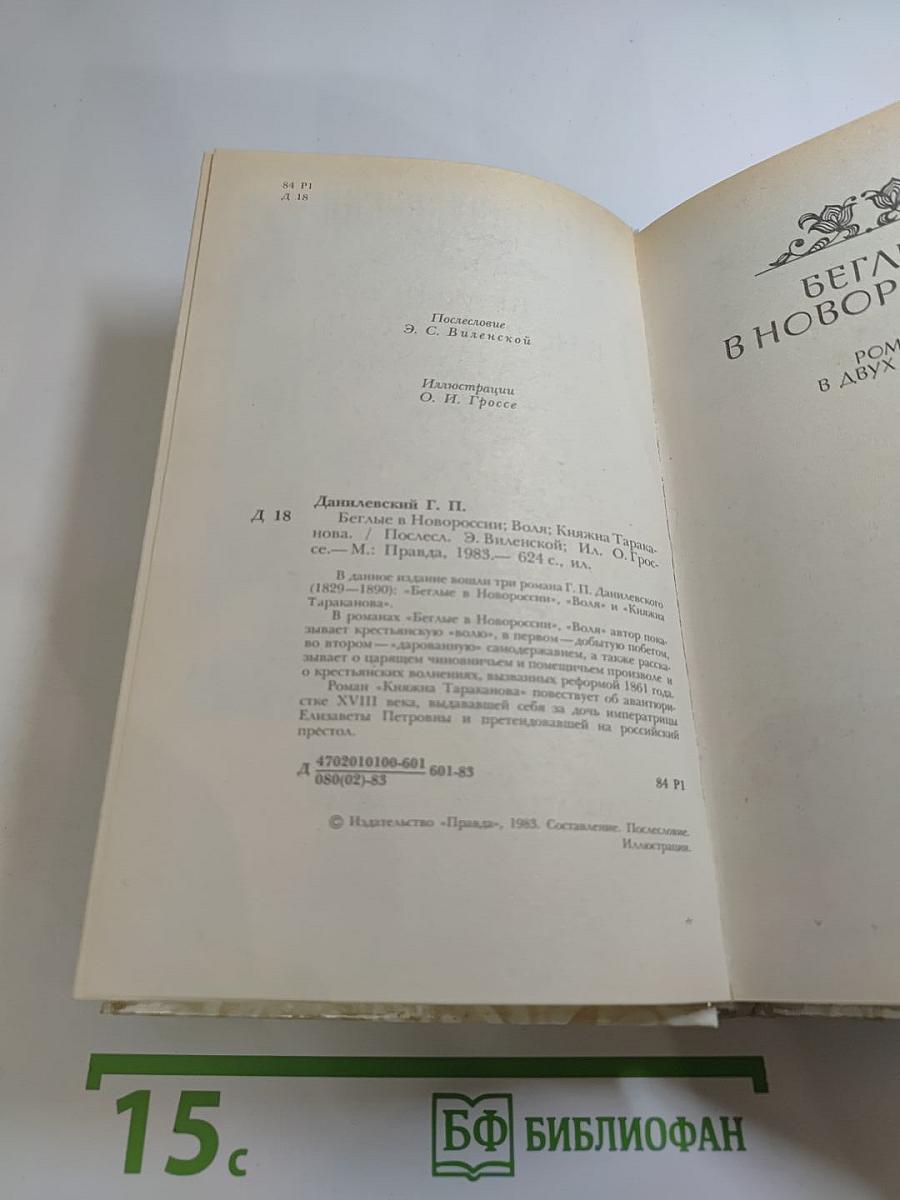 84 Р1
Д 18
Послесловие
Э. С. Виленской
Иллюстрации
О. И. Гроссе
Данилевский Г. П.
Д 18
Беглые в Новороссии; Воля; Княжна Тарака-
нова. / Послесл. Э. Виленской; Ил. О. Грос-
се.— М.: Правда, 1983.— 624 с., ил.
В данное издание вошли три романа Г. П. Данилевского
(1829—1890): «Беглые в Новороссии», «Воля» и «Княжна
Тараканова».
В романах «Беглые в Новороссии», «Воля» автор пока-
зывает крестьянскую «волю», в первом — добытую побегом,
во втором — «дарованную» самодержавием, а также расска-
зывает о царящем чиновничьем и помещичьем произволе и
о крестьянских волнениях, вызванных реформой 1861 года.
Роман «Княжна Тараканова» повествует об авантюри-
стке XVIII века, выдававшей себя за дочь императрицы
Елизаветы Петровны и претендовавшей на российский
престол.
Д 4702010100-601
080(02)-83
601-83
84 Р1
© Издательство «Правда», 1983. Составление. Послесловие.
Иллюстрации.
БЕГЛ
В НОВОР
РОМ
В ДВУХ
15 с
БФ БИБЛИОФАН